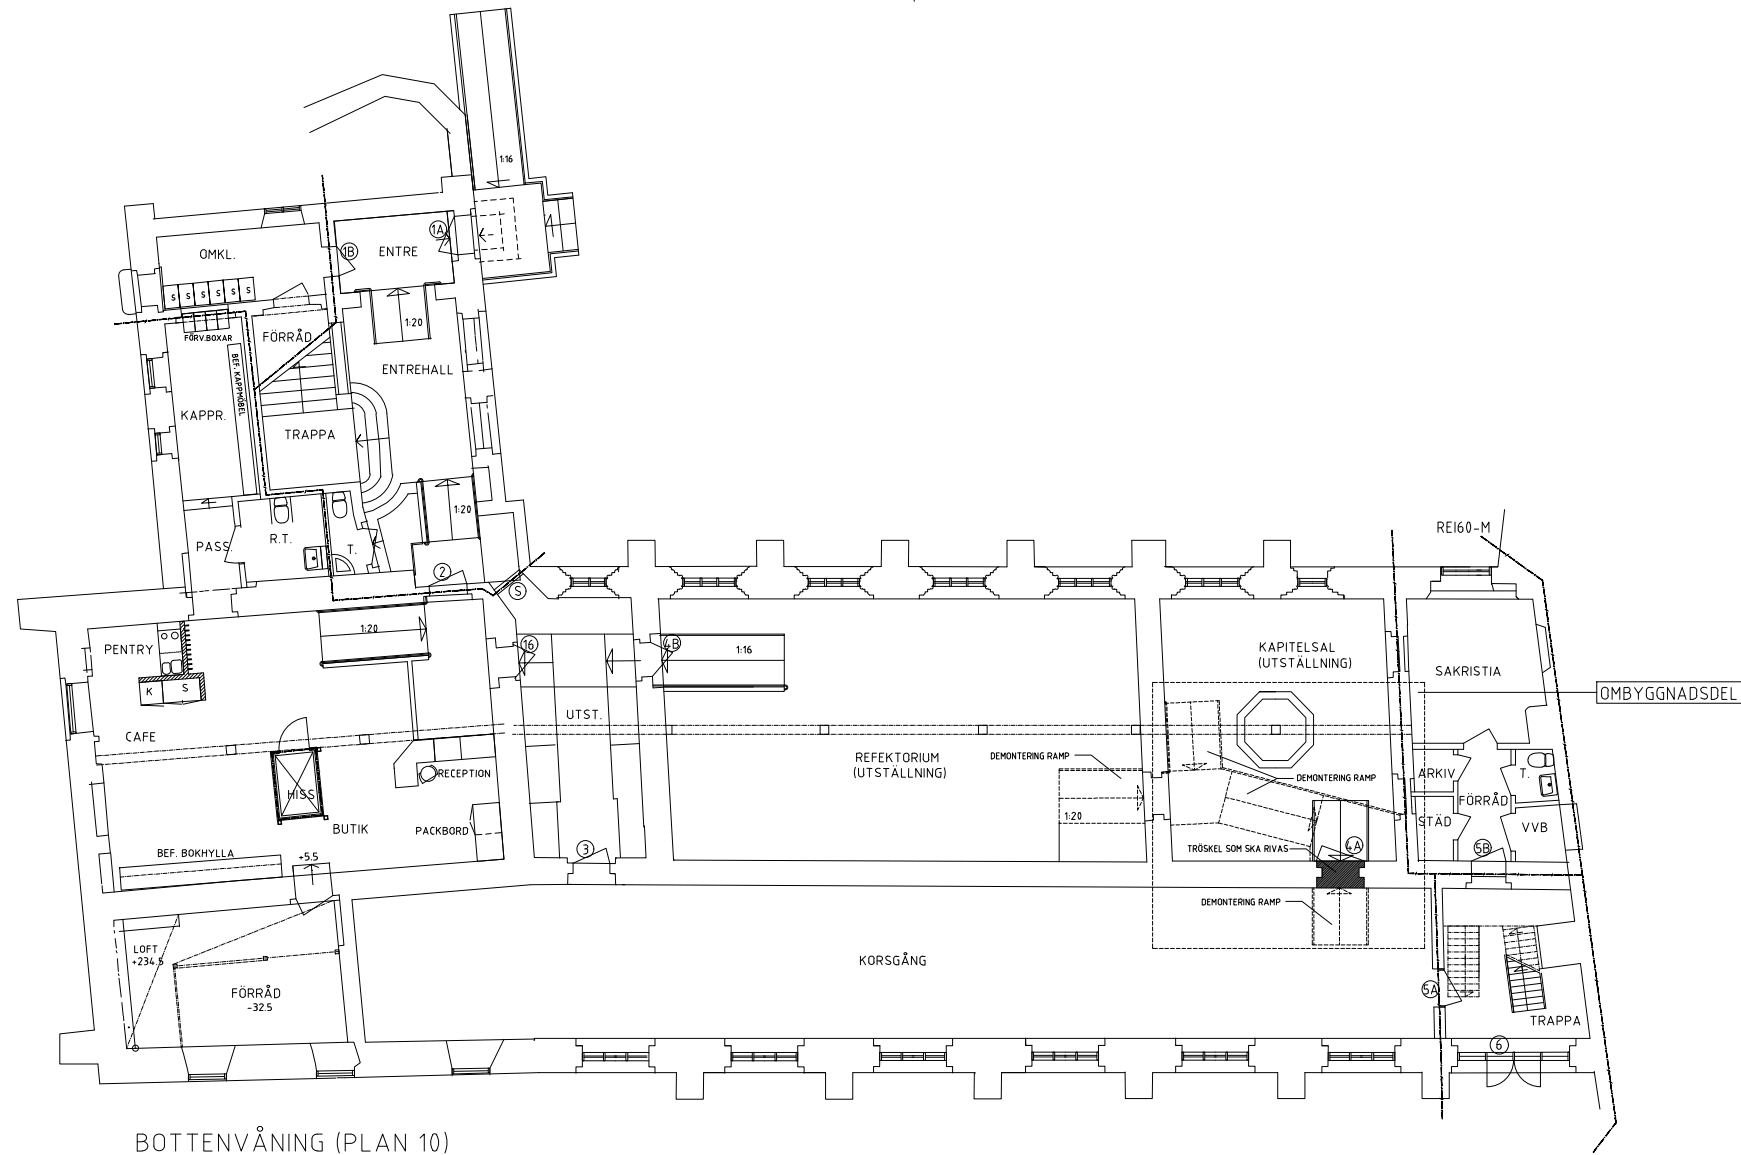 1:16
1A
1B
ENTRE
OMKL.
S S S S S S
1:20
FÖRV.BOXAR
FÖRRÅD
BEF. KAPPMÖBEL
ENTREHALL
KAPPR.
TRAPPA
1:20
REI60-M
R.T.
PASS.
T.
2
S
1:20
16
4B
1:16
PENTRY
KAPITELSAL
(UTSTÄLLNING)
SAKRISTIA
K
S
OMBYGGNADSDEL
UTST.
CAFE
REFEKTORIUM
(UTSTÄLLNING)
DEMONTERING RAMP
RECEPTION
DEMONTERING RAMP
ARKIV
T.
HISS
FÖRRÅD
1:20
STÄD
VVB
BUTIK
PACKBORD
4A
5B
3
TRÖSKEL SOM SKA RIVAS
BEF. BOKHYLLA
+5.5
DEMONTERING RAMP
LOFT
+234.5
KORSGÅNG
FÖRRÅD
-32.5
5A
TRAPPA
6
BOTTENVÅNING (PLAN 10)